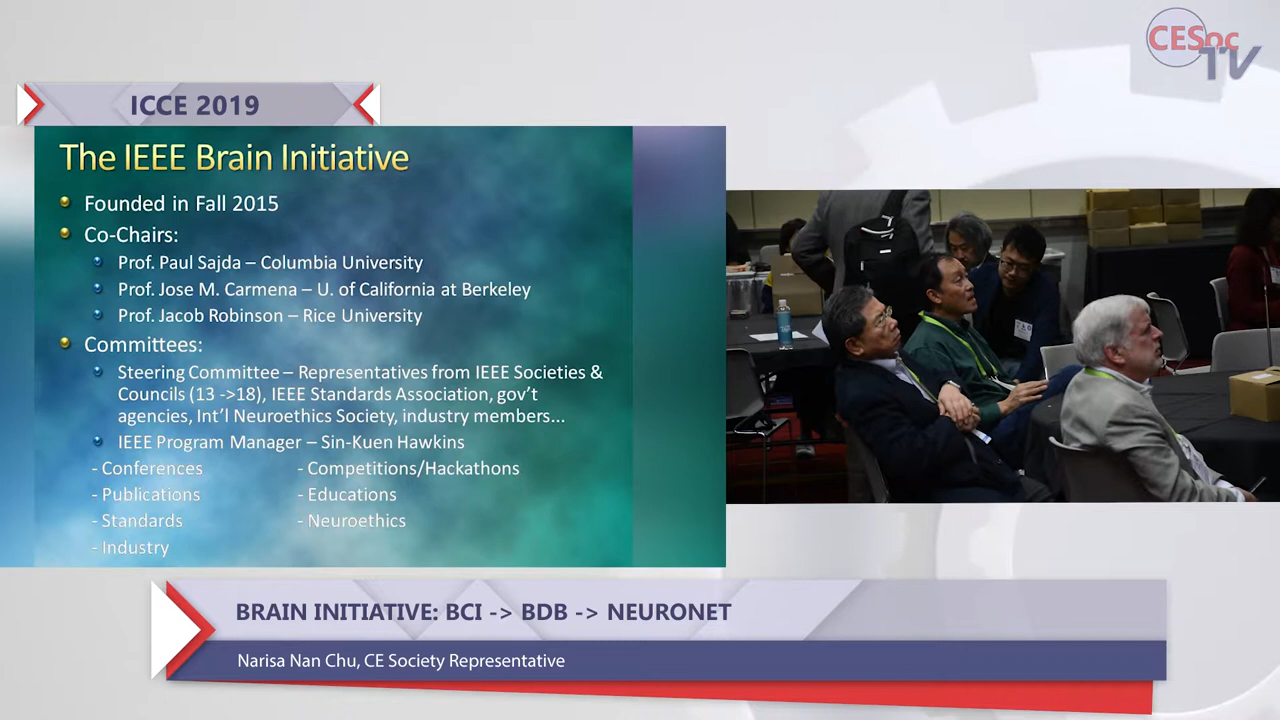 CESoc
TV
ICCE 2019
The IEEE Brain Initiative
Founded in Fall 2015
Co-Chairs:
Prof. Paul Sajda – Columbia University
Prof. Jose M. Carmena – U. of California at Berkeley
Prof. Jacob Robinson – Rice University
Committees:
Steering Committee – Representatives from IEEE Societies &
Councils (13 ->18), IEEE Standards Association, gov't
agencies, Int'l Neuroethics Society, industry members...
IEEE Program Manager – Sin-Kuen Hawkins
- Conferences - Competitions/Hackathons
- Publications - Educations
- Standards - Neuroethics
- Industry
BRAIN INITIATIVE: BCI -> BDB -> NEURONET
Narisa Nan Chu, CE Society Representative